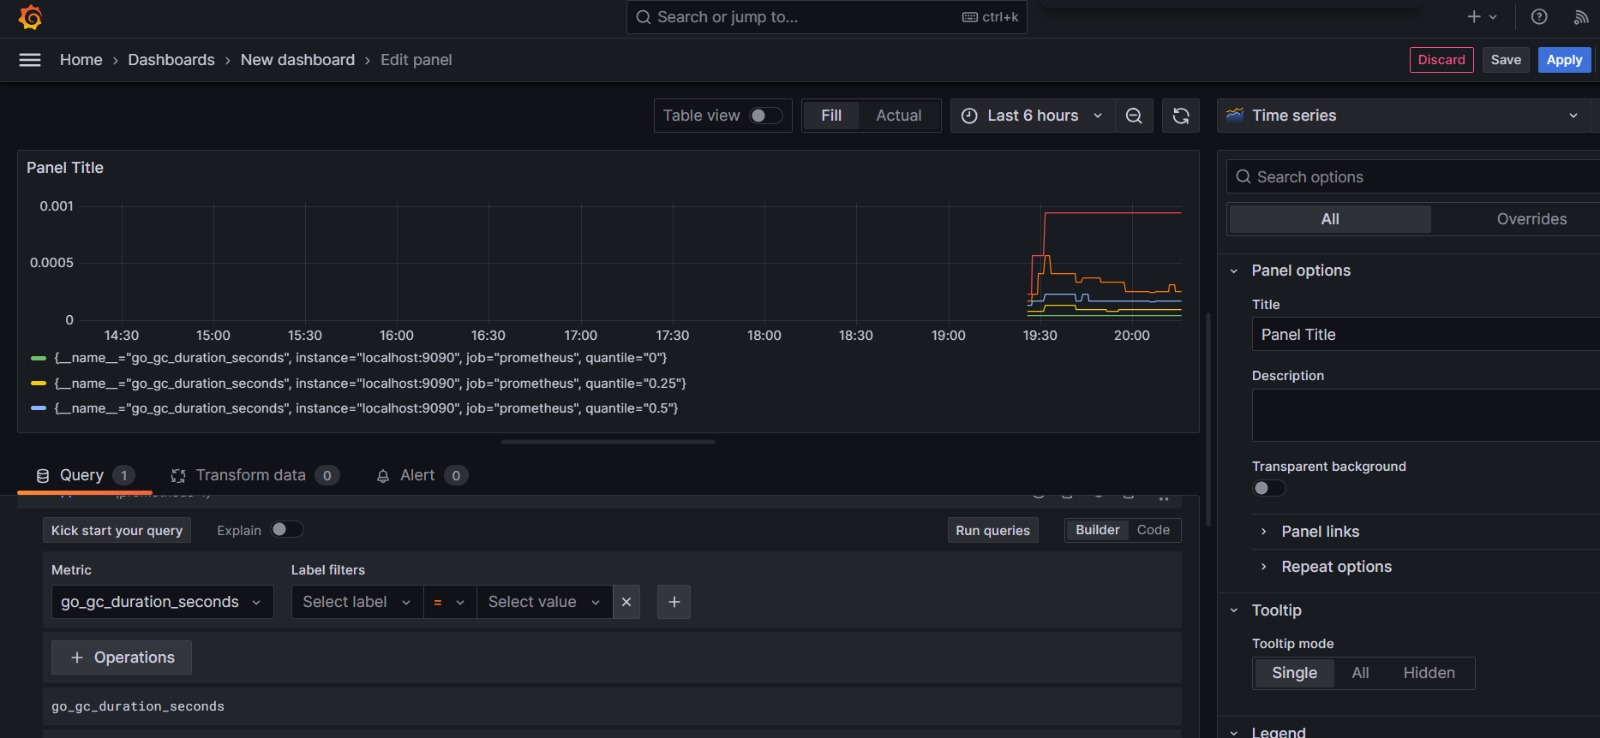 Search or jump to...
ctrl+k
Home › Dashboards › New dashboard › Edit panel
Discard
Save
Apply
Table view
Fill
Actual
Last 6 hours
Time series
Panel Title
0.001
0.0005
0
14:30 15:00 15:30 16:00 16:30 17:00 17:30 18:00 18:30 19:00 19:30 20:00
{__name__="go_gc_duration_seconds", instance="localhost:9090", job="prometheus", quantile="0"}
{__name__="go_gc_duration_seconds", instance="localhost:9090", job="prometheus", quantile="0.25"}
{__name__="go_gc_duration_seconds", instance="localhost:9090", job="prometheus", quantile="0.5"}
Query 1
Transform data 0
Alert 0
Kick start your query
Explain
Run queries
Builder
Code
Metric
Label filters
go_gc_duration_seconds
Select label
=
Select value
+ Operations
go_gc_duration_seconds
Search options
All
Overrides
Panel options
Title
Panel Title
Description
Transparent background
Panel links
Repeat options
Tooltip
Tooltip mode
Single
All
Hidden
Legend